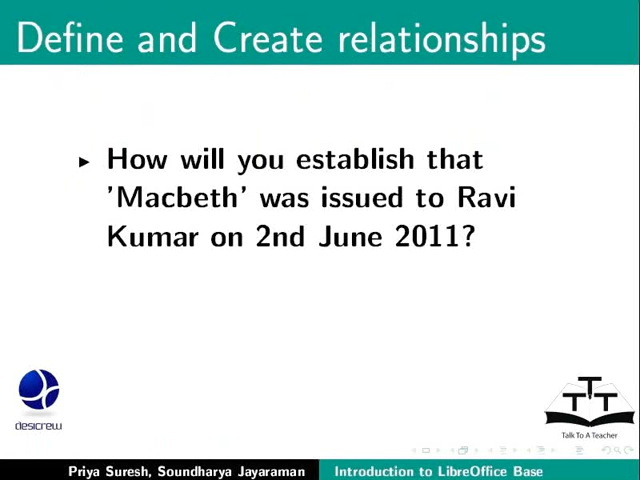 Define and Create relationships
How will you establish that
'Macbeth' was issued to Ravi
Kumar on 2nd June 2011?
desicrew
TTT
Talk To A Teacher
Priya Suresh, Soundharya Jayaraman
Introduction to LibreOffice Base